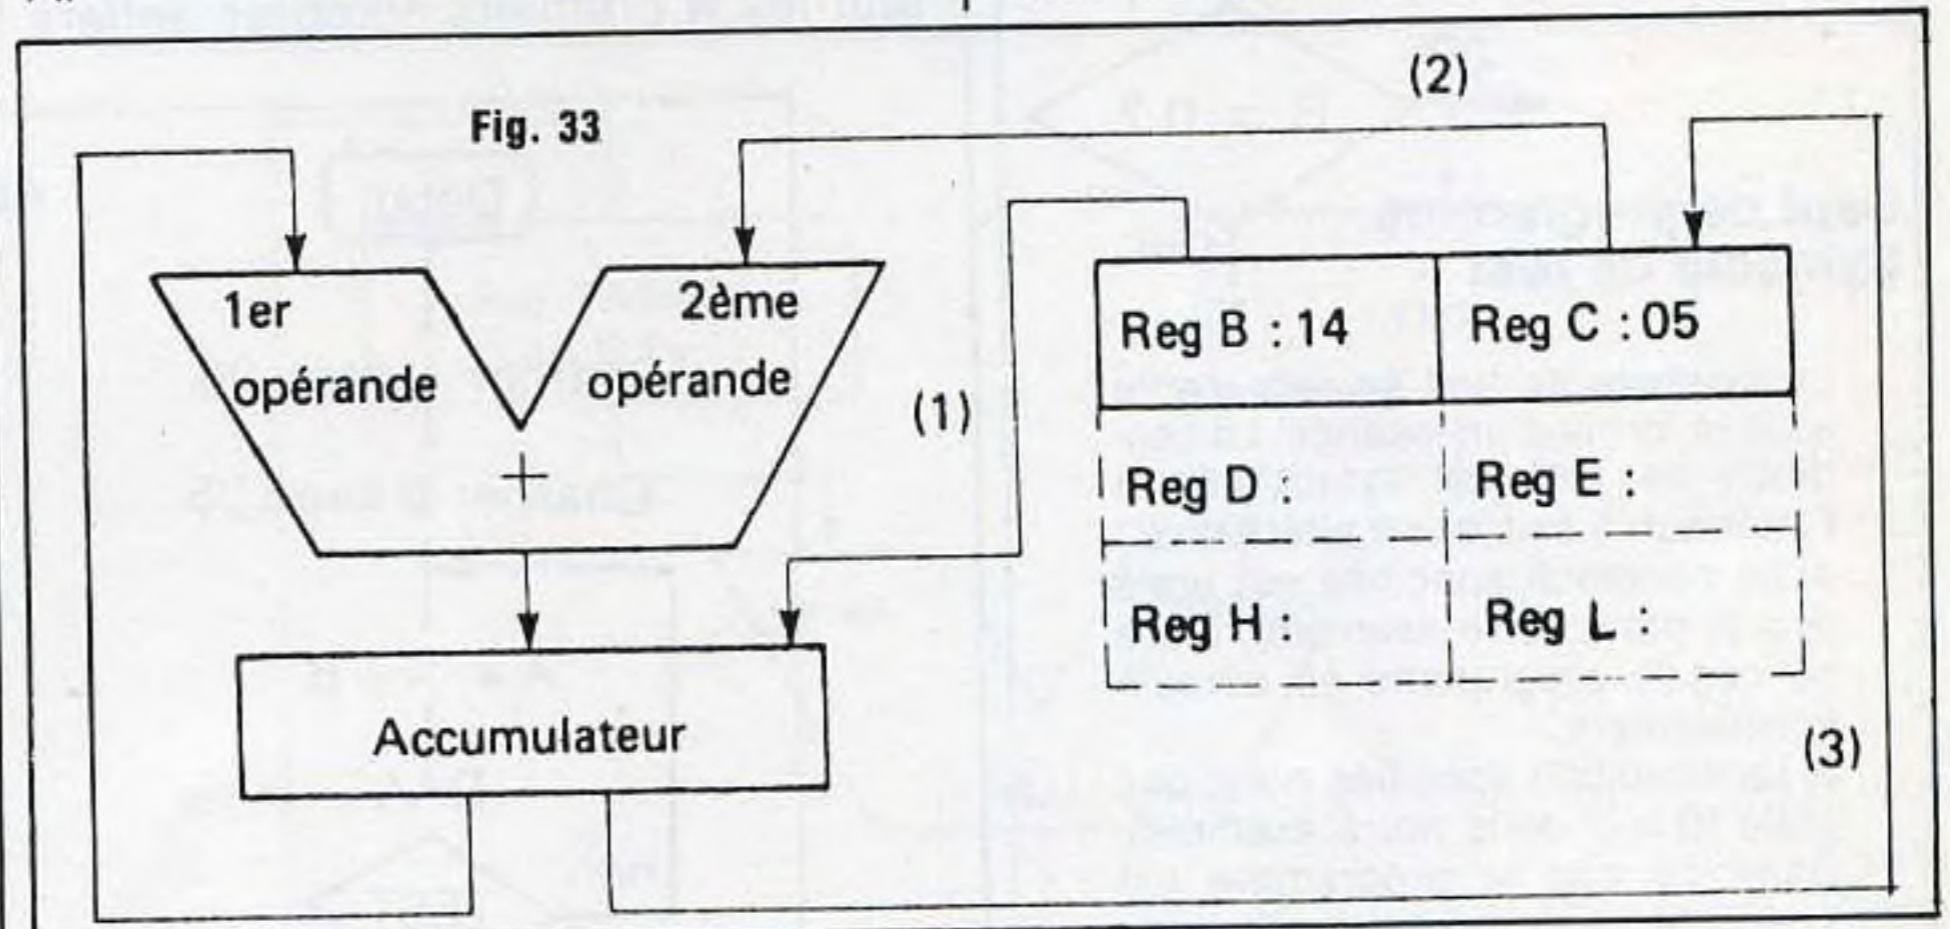 Fig. 33
(2)
1er
opérande
2ème
opérande
+
(1)
Reg B : 14
Reg C : 05
Reg D :
Reg E :
Reg H :
Reg L :
Accumulateur
(3)